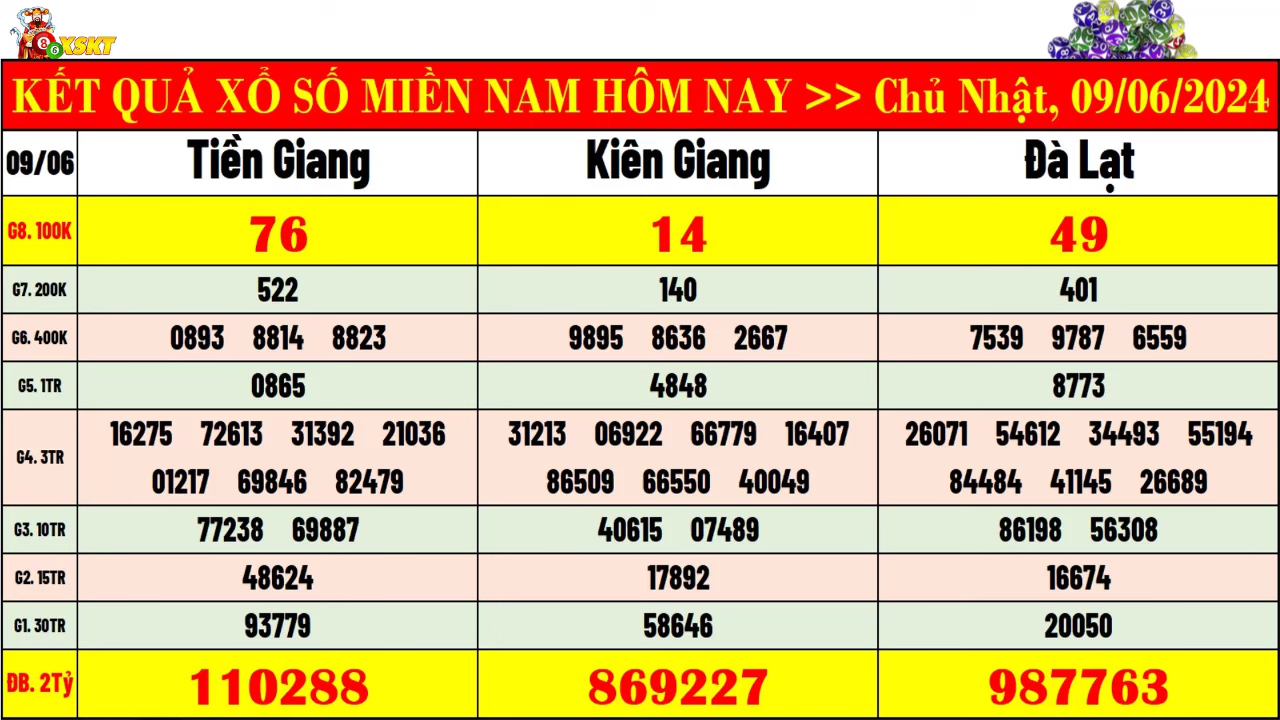 XSKT
KẾT QUẢ XỔ SỐ MIỀN NAM HÔM NAY >> Chủ Nhật, 09/06/2024
09/06 Tiền Giang Kiên Giang Đà Lạt
G8. 100K 76 14 49
G7. 200K 522 140 401
G6. 400K 0893 8814 8823 9895 8636 2667 7539 9787 6559
G5. 1TR 0865 4848 8773
G4. 3TR 16275 72613 31392 21036 31213 06922 66779 16407 26071 54612 34493 55194
01217 69846 82479 86509 66550 40049 84484 41145 26689
G3. 10TR 77238 69887 40615 07489 86198 56308
G2. 15TR 48624 17892 16674
G1. 30TR 93779 58646 20050
ĐB. 2Tỷ 110288 869227 987763